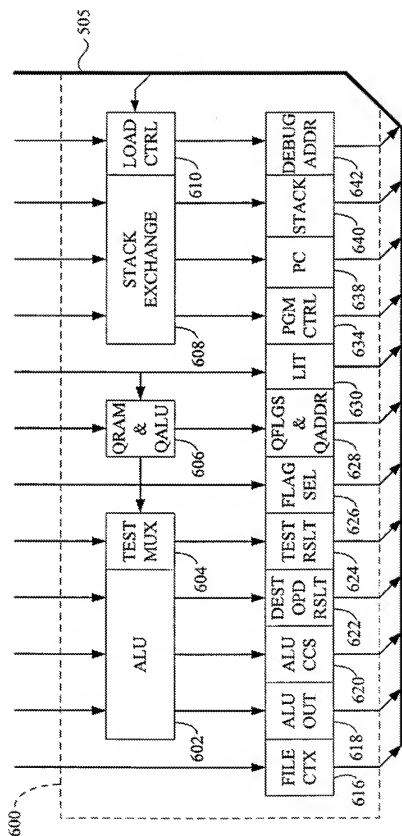 600
505
ALU
TEST
MUX
QRAM
&
QALU
STACK
EXCHANGE
LOAD
CTRL
602
604
606
608
610
FILE
CTX
ALU
OUT
ALU
CCS
DEST
OPD
RSLT
TEST
RSLT
FLAG
SEL
QFLGS
&
QADDR
LIT
PGM
CTRL
PC
STACK
DEBUG
ADDR
616
618
620
622
624
626
628
630
634
638
640
642